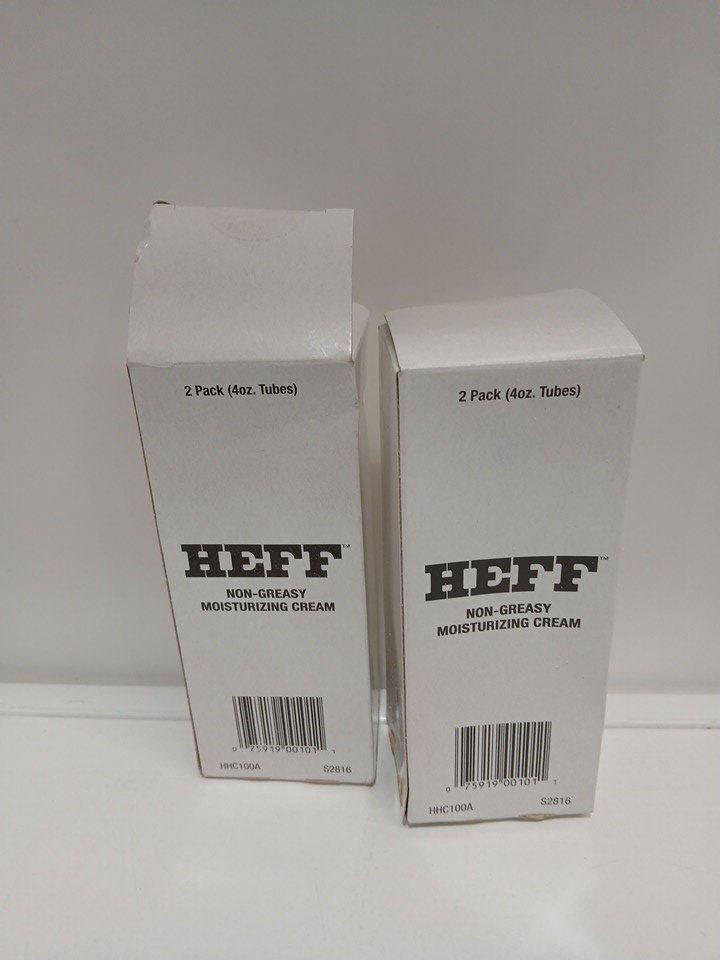 2 Pack (4oz. Tubes)
HEFF™
NON-GREASY
MOISTURIZING CREAM
0 75919 00101 1
HHC100A S2816
2 Pack (4oz. Tubes)
HEFF™
NON-GREASY
MOISTURIZING CREAM
0 75919 00101 1
HHC100A S2816